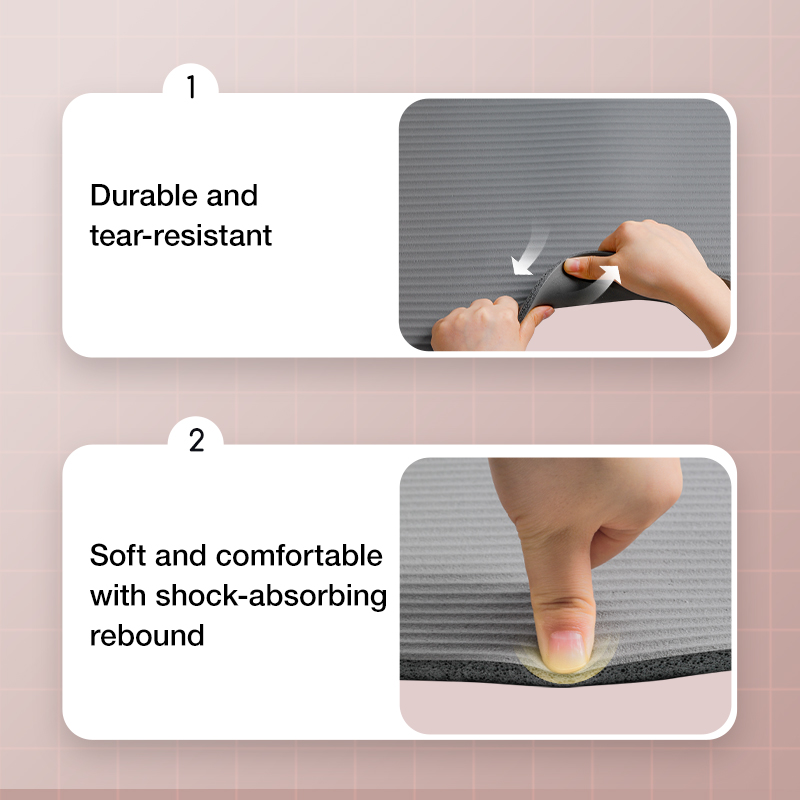 1
Durable and
tear-resistant
2
Soft and comfortable
with shock-absorbing
rebound